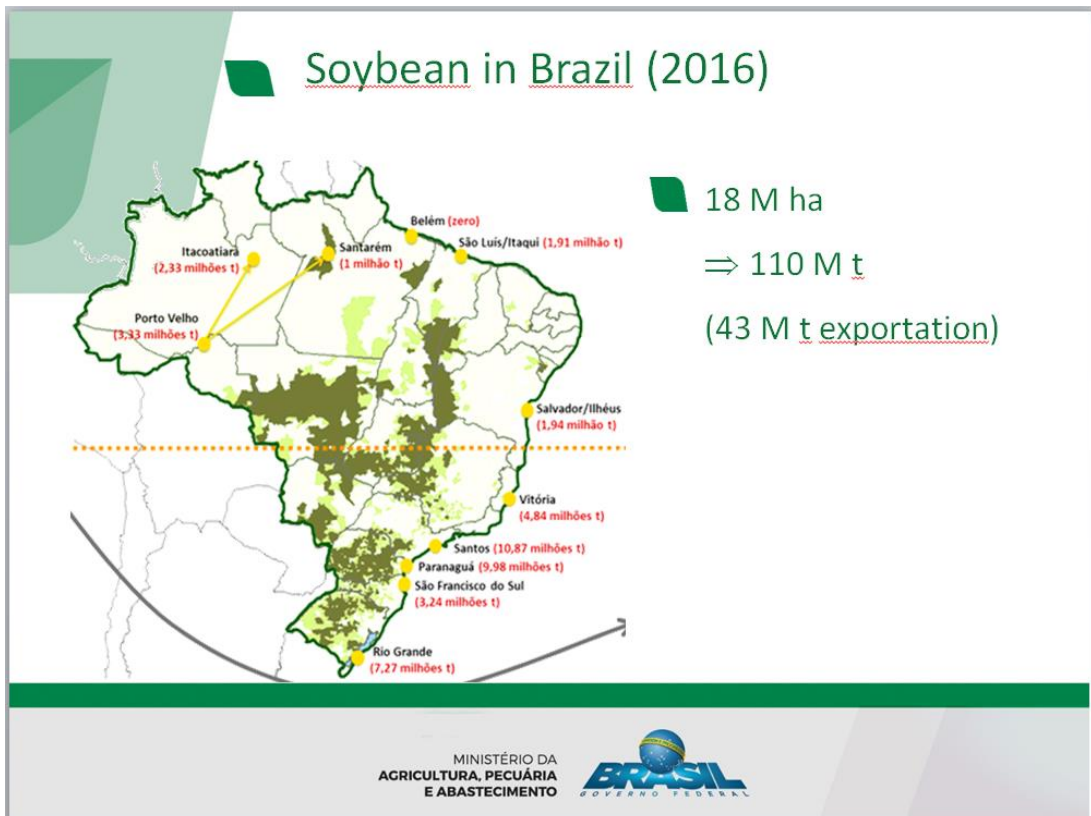 Soybean in Brazil (2016)
18 M ha
⇒ 110 M t
(43 M t exportation)
Belém (zero)
São Luís/Itaqui (1,91 milhão t)
Itacoatiara
(2,33 milhões t)
Santarém
(1 milhão t)
Porto Velho
(3,33 milhões t)
Salvador/Ilhéus
(1,94 milhão t)
Vitória
(4,84 milhões t)
Santos (10,87 milhões t)
Paranaguá (9,98 milhões t)
São Francisco do Sul
(3,24 milhões t)
Rio Grande
(7,27 milhões t)
MINISTÉRIO DA
AGRICULTURA, PECUÁRIA
E ABASTECIMENTO
BRASIL
GOVERNO FEDERAL